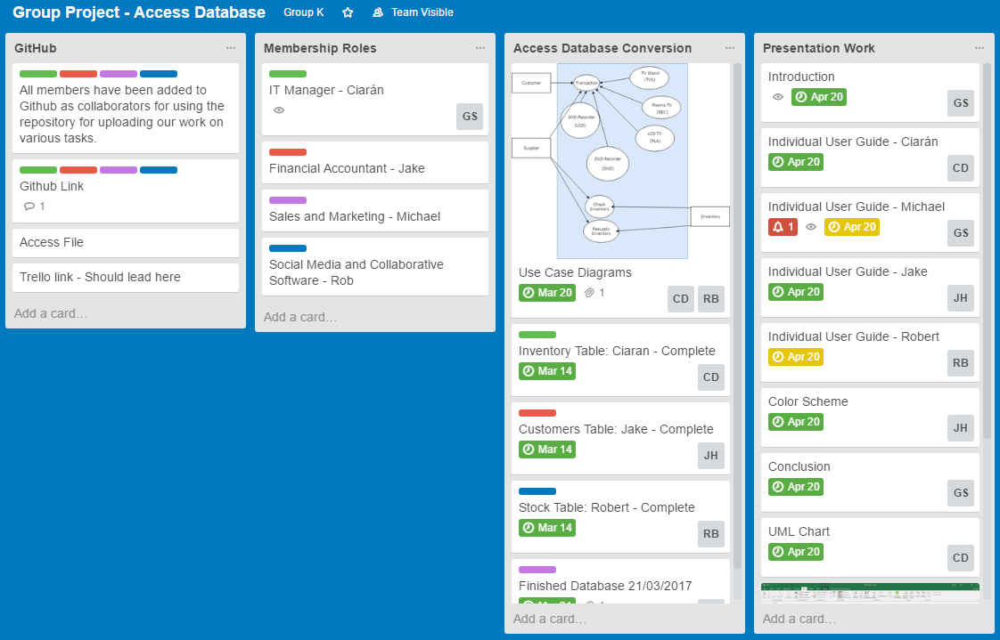 Group Project - Access Database Group K Team Visible
GitHub
All members have been added to
Github as collaborators for using the
repository for uploading our work on
various tasks.
Github Link
1
Access File
Trello link - Should lead here
Add a card…
Membership Roles
IT Manager - Ciarán
GS
Financial Accountant - Jake
Sales and Marketing - Michael
Social Media and Collaborative
Software - Rob
Add a card…
Access Database Conversion
Customer
Transaction
TV Stand
(TVS)
Plasma TV
(REC)
DVD Recorder
(LCD)
LCD TV
(PLA)
Supplier
DVD Recorder
(DVD)
Check
Inventory
Inventory
Resupply
Inventory
Use Case Diagrams
Mar 20 1
CD RB
Inventory Table: Ciaran - Complete
Mar 14
CD
Customers Table: Jake - Complete
Mar 14
JH
Stock Table: Robert - Complete
Mar 14
RB
Finished Database 21/03/2017
Add a card…
Presentation Work
Introduction
Apr 20
GS
Individual User Guide - Ciarán
Apr 20
CD
Individual User Guide - Michael
1 Apr 20
GS
Individual User Guide - Jake
Apr 20
JH
Individual User Guide - Robert
Apr 20
RB
Color Scheme
Apr 20
JH
Conclusion
Apr 20
GS
UML Chart
Apr 20
CD
Add a card…